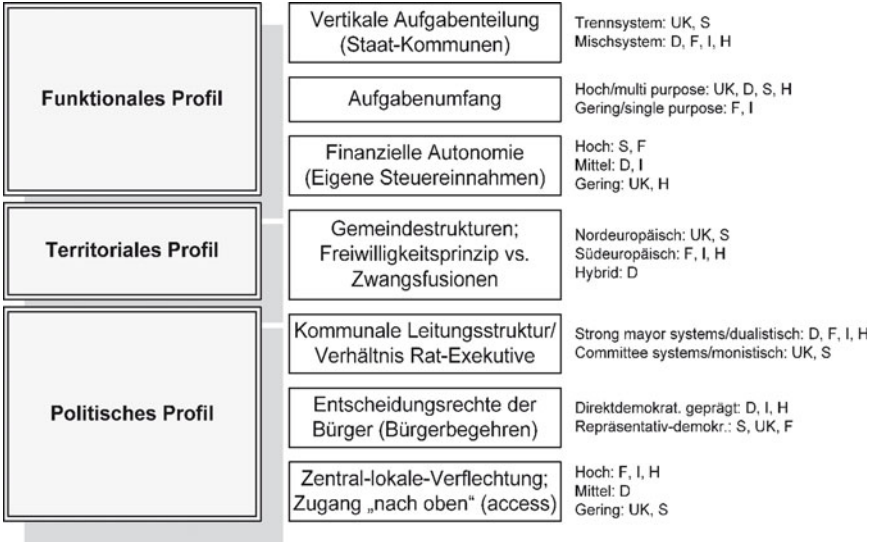 Funktionales Profil
Vertikale Aufgabenteilung
(Staat-Kommunen)
Trennsystem: UK, S
Mischsystem: D, F, I, H
Aufgabenumfang
Hoch/multi purpose: UK, D, S, H
Gering/single purpose: F, I
Finanzielle Autonomie
(Eigene Steuereinnahmen)
Hoch: S, F
Mittel: D, I
Gering: UK, H
Territoriales Profil
Gemeindestrukturen;
Freiwilligkeitsprinzip vs.
Zwangsfusionen
Nordeuropäisch: UK, S
Südeuropäisch: F, I, H
Hybrid: D
Politisches Profil
Kommunale Leitungsstruktur/
Verhältnis Rat-Exekutive
Strong mayor systems/dualistisch: D, F, I, H
Committee systems/monistisch: UK, S
Entscheidungsrechte der
Bürger (Bürgerbegehren)
Direktdemokrat. geprägt: D, I, H
Repräsentativ-demokr.: S, UK, F
Zentral-lokale-Verflechtung;
Zugang „nach oben“ (access)
Hoch: F, I, H
Mittel: D
Gering: UK, S